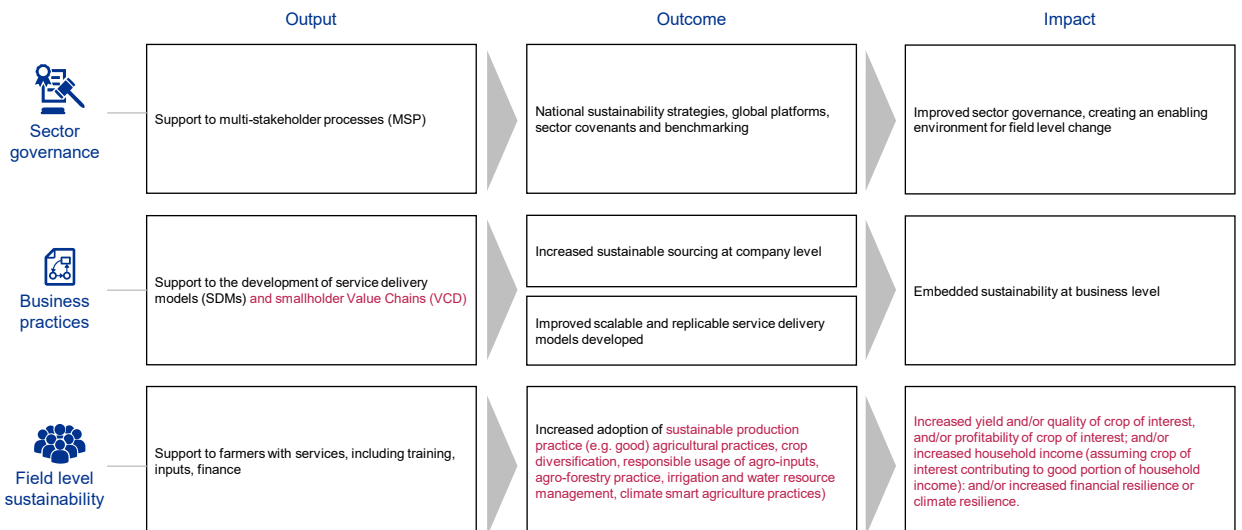 Output
Outcome
Impact
Sector
governance
Support to multi-stakeholder processes (MSP)
National sustainability strategies, global platforms,
sector covenants and benchmarking
Improved sector governance, creating an enabling
environment for field level change
Business
practices
Support to the development of service delivery
models (SDMs) and smallholder Value Chains (VCD)
Increased sustainable sourcing at company level
Improved scalable and replicable service delivery
models developed
Embedded sustainability at business level
Field level
sustainability
Support to farmers with services, including training,
inputs, finance
Increased adoption of sustainable production
practice (e.g. good) agricultural practices, crop
diversification, responsible usage of agro-inputs,
agro-forestry practice, irrigation and water resource
management, climate smart agriculture practices)
Increased yield and/or quality of crop of interest,
and/or profitability of crop of interest; and/or
increased household income (assuming crop of
interest contributing to good portion of household
income): and/or increased financial resilience or
climate resilience.